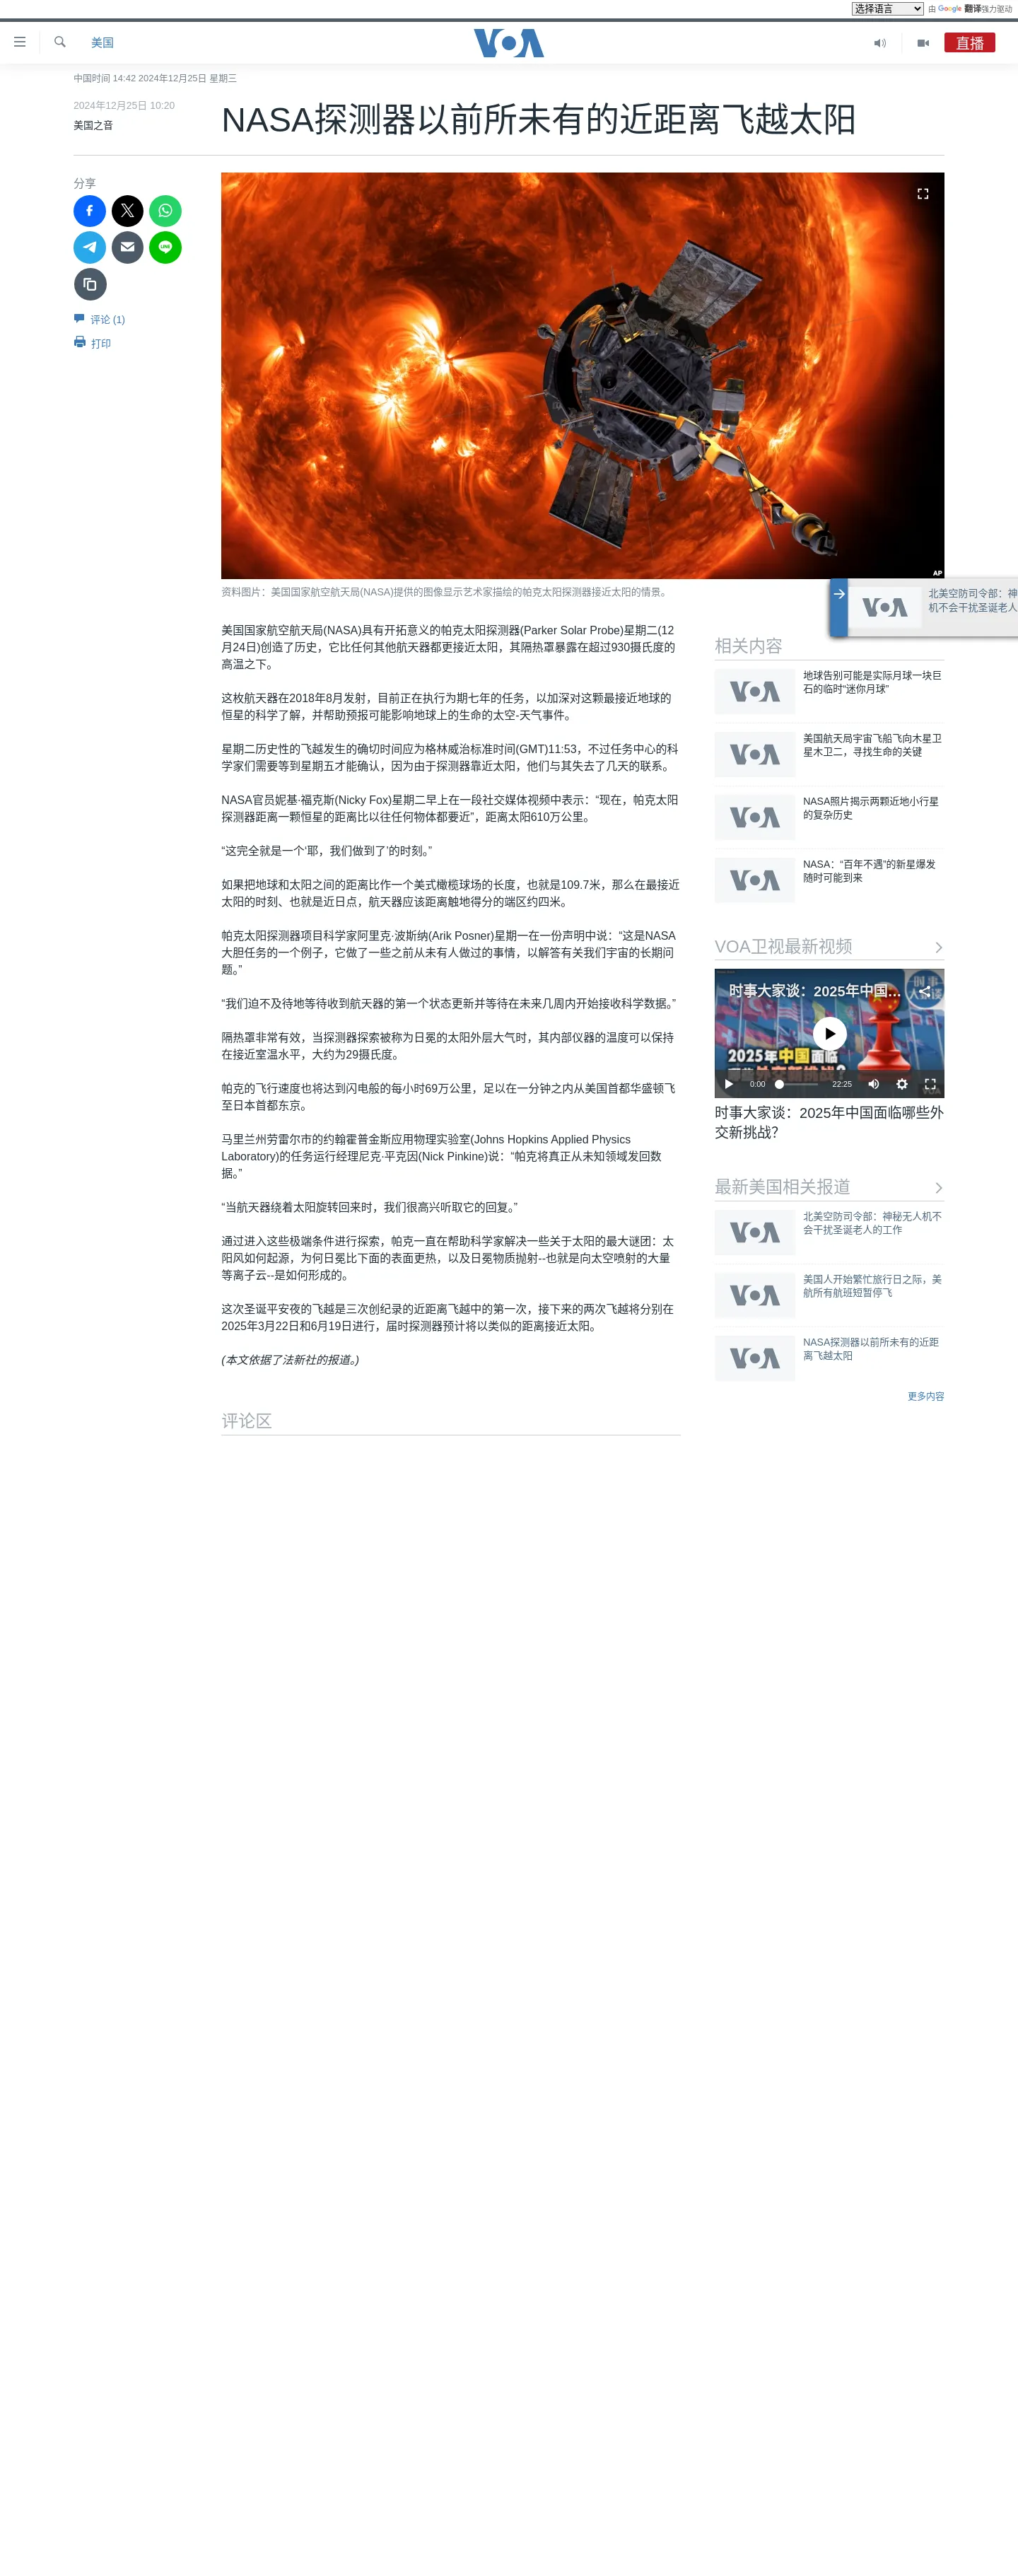 选择语言
由 Google 翻译强力驱动
美国
VOA
直播
中国时间 14:42 2024年12月25日 星期三
2024年12月25日 10:20
美国之音
NASA探测器以前所未有的近距离飞越太阳
分享
评论 (1)
打印
AP
资料图片：美国国家航空航天局(NASA)提供的图像显示艺术家描绘的帕克太阳探测器接近太阳的情景。
VOA
北美空防司令部：神
机不会干扰圣诞老人
美国国家航空航天局(NASA)具有开拓意义的帕克太阳探测器(Parker Solar Probe)星期二(12
月24日)创造了历史，它比任何其他航天器都更接近太阳，其隔热罩暴露在超过930摄氏度的
高温之下。
这枚航天器在2018年8月发射，目前正在执行为期七年的任务，以加深对这颗最接近地球的
恒星的科学了解，并帮助预报可能影响地球上的生命的太空-天气事件。
星期二历史性的飞越发生的确切时间应为格林威治标准时间(GMT)11:53，不过任务中心的科
学家们需要等到星期五才能确认，因为由于探测器靠近太阳，他们与其失去了几天的联系。
NASA官员妮基·福克斯(Nicky Fox)星期二早上在一段社交媒体视频中表示：“现在，帕克太阳
探测器距离一颗恒星的距离比以往任何物体都要近”，距离太阳610万公里。
“这完全就是一个‘耶，我们做到了’的时刻。”
如果把地球和太阳之间的距离比作一个美式橄榄球场的长度，也就是109.7米，那么在最接近
太阳的时刻、也就是近日点，航天器应该距离触地得分的端区约四米。
帕克太阳探测器项目科学家阿里克·波斯纳(Arik Posner)星期一在一份声明中说：“这是NASA
大胆任务的一个例子，它做了一些之前从未有人做过的事情，以解答有关我们宇宙的长期问
题。”
“我们迫不及待地等待收到航天器的第一个状态更新并等待在未来几周内开始接收科学数据。”
隔热罩非常有效，当探测器探索被称为日冕的太阳外层大气时，其内部仪器的温度可以保持
在接近室温水平，大约为29摄氏度。
帕克的飞行速度也将达到闪电般的每小时69万公里，足以在一分钟之内从美国首都华盛顿飞
至日本首都东京。
马里兰州劳雷尔市的约翰霍普金斯应用物理实验室(Johns Hopkins Applied Physics
Laboratory)的任务运行经理尼克·平克因(Nick Pinkine)说：“帕克将真正从未知领域发回数
据。”
“当航天器绕着太阳旋转回来时，我们很高兴听取它的回复。”
通过进入这些极端条件进行探索，帕克一直在帮助科学家解决一些关于太阳的最大谜团：太
阳风如何起源，为何日冕比下面的表面更热，以及日冕物质抛射--也就是向太空喷射的大量
等离子云--是如何形成的。
这次圣诞平安夜的飞越是三次创纪录的近距离飞越中的第一次，接下来的两次飞越将分别在
2025年3月22日和6月19日进行，届时探测器预计将以类似的距离接近太阳。
(本文依据了法新社的报道。)
评论区
相关内容
VOA
地球告别可能是实际月球一块巨
石的临时“迷你月球”
VOA
美国航天局宇宙飞船飞向木星卫
星木卫二，寻找生命的关键
VOA
NASA照片揭示两颗近地小行星
的复杂历史
VOA
NASA：“百年不遇”的新星爆发
随时可能到来
VOA卫视最新视频
时事大家谈：2025年中国...
2025年中国面临
0:00
22:25
时事大家谈：2025年中国面临哪些外
交新挑战？
最新美国相关报道
VOA
北美空防司令部：神秘无人机不
会干扰圣诞老人的工作
VOA
美国人开始繁忙旅行日之际，美
航所有航班短暂停飞
VOA
NASA探测器以前所未有的近距
离飞越太阳
更多内容